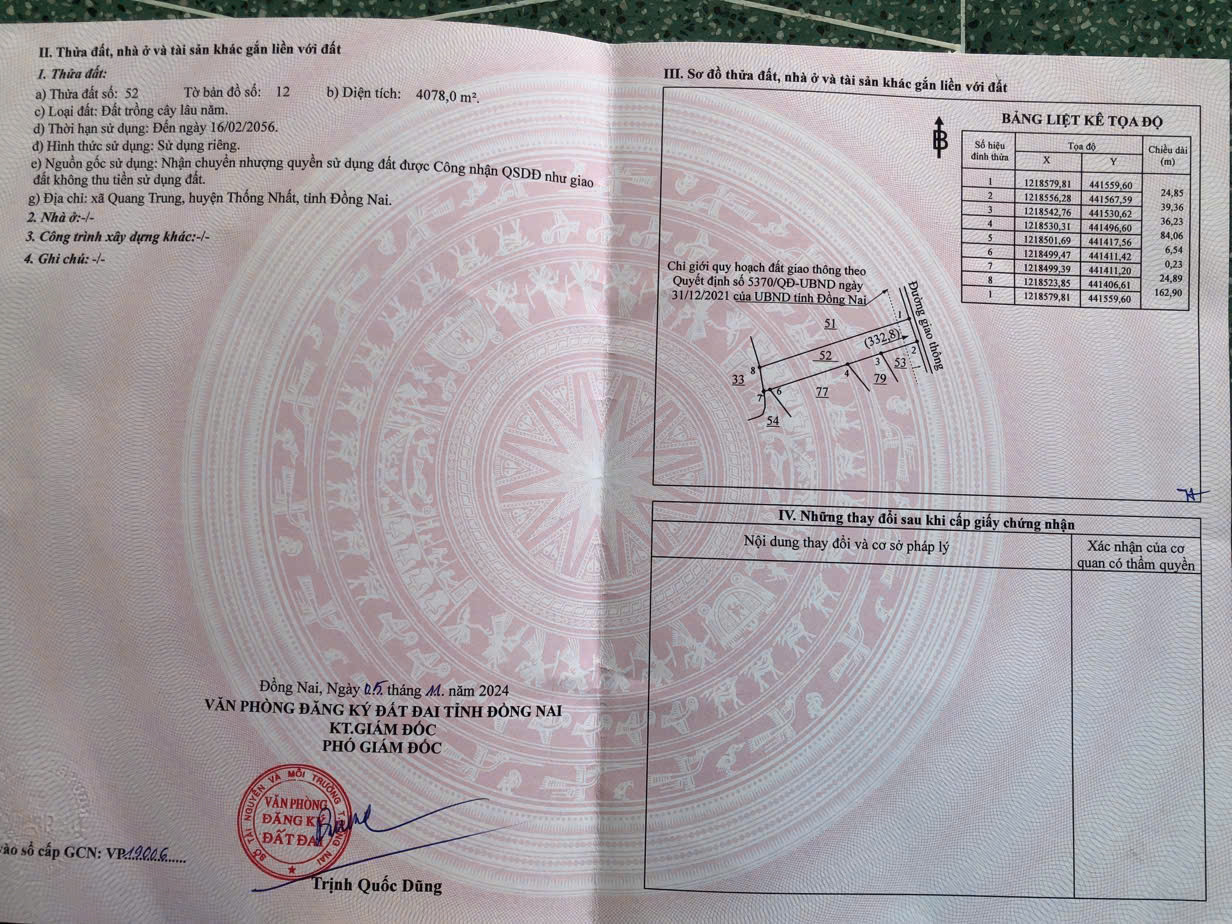 II. Thửa đất, nhà ở và tài sản khác gắn liền với đất
1. Thửa đất:
a) Thửa đất số: 52 Tờ bản đồ số: 12 b) Diện tích: 4078,0 m².
c) Loại đất: Đất trồng cây lâu năm.
d) Thời hạn sử dụng: Đến ngày 16/02/2056.
đ) Hình thức sử dụng: Sử dụng riêng.
e) Nguồn gốc sử dụng: Nhận chuyển nhượng quyền sử dụng đất được Công nhận QSDĐ như giao
đất không thu tiền sử dụng đất.
g) Địa chỉ: xã Quang Trung, huyện Thống Nhất, tỉnh Đồng Nai.
2. Nhà ở:-/-
3. Công trình xây dựng khác:-/-
4. Ghi chú: -/-
Đồng Nai, Ngày 05 tháng 11 năm 2024
VĂN PHÒNG ĐĂNG KÝ ĐẤT ĐAI TỈNH ĐỒNG NAI
KT.GIÁM ĐỐC
PHÓ GIÁM ĐỐC
SỞ TÀI NGUYÊN VÀ MÔI TRƯỜNG T. ĐỒNG NAI
VĂN PHÒNG
ĐĂNG KÝ
ĐẤT ĐAI
vào sổ cấp GCN: VP19006
Trịnh Quốc Dũng
III. Sơ đồ thửa đất, nhà ở và tài sản khác gắn liền với đất
B
BẢNG LIỆT KÊ TỌA ĐỘ
Số hiệu đỉnh thửa Tọa độ Chiều dài (m)
X Y
1 1218579,81 441559,60
24,85
2 1218556,28 441567,59
39,36
3 1218542,76 441530,62
36,23
4 1218530,31 441496,60
84,06
5 1218501,69 441417,56
6,54
6 1218499,47 441411,42
0,23
7 1218499,39 441411,20
24,89
8 1218523,85 441406,61
162,90
1 1218579,81 441559,60
Chỉ giới quy hoạch đất giao thông theo
Quyết định số 5370/QĐ-UBND ngày
31/12/2021 của UBND tỉnh Đồng Nai
Đường giao thông
51
1
(332,8)
2
52
3
53
8
4
33
79
6
77
7
54
IV. Những thay đổi sau khi cấp giấy chứng nhận
Nội dung thay đổi và cơ sở pháp lý
Xác nhận của cơ
quan có thẩm quyền